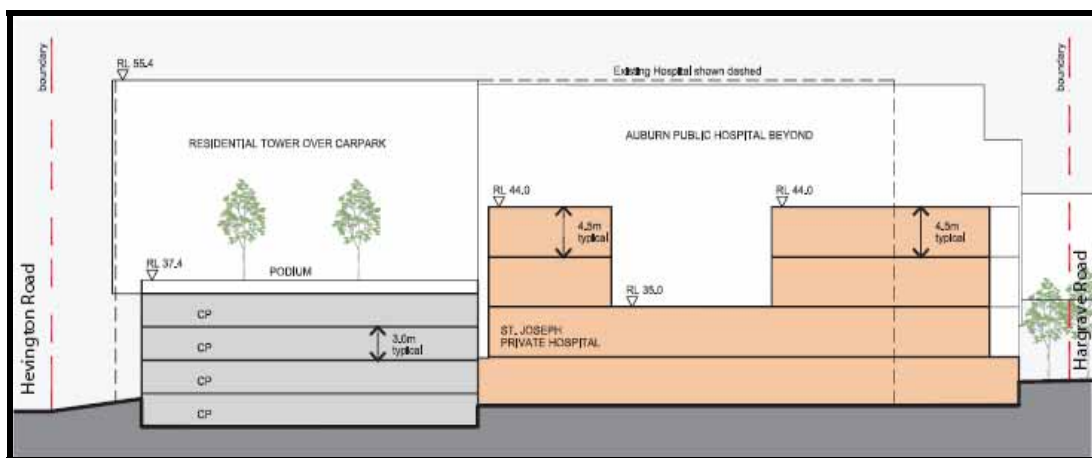 boundary
RL 55.4
Existing Hospital shown dashed
boundary
RESIDENTIAL TOWER OVER CARPARK
AUBURN PUBLIC HOSPITAL BEYOND
RL 44.0
RL 44.0
4.5m
typical
4.5m
typical
RL 37.4
PODIUM
RL 35.0
CP
CP
3.0m
typical
ST. JOSEPH
PRIVATE HOSPITAL
CP
CP
Hevington Road
Hargrave Road